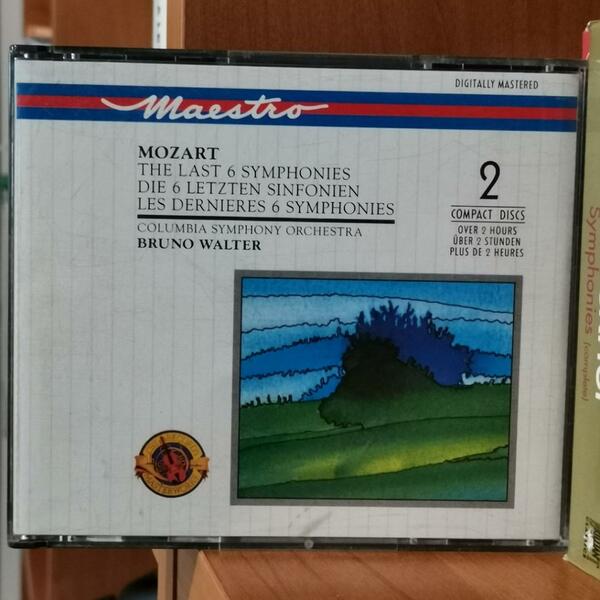 DIGITALLY MASTERED
Maestro
MOZART
THE LAST 6 SYMPHONIES
DIE 6 LETZTEN SINFONIEN
LES DERNIERES 6 SYMPHONIES
COLUMBIA SYMPHONY ORCHESTRA
BRUNO WALTER
2
COMPACT DISCS
OVER 2 HOURS
ÜBER 2 STUNDEN
PLUS DE 2 HEURES
Symphonies (complete)